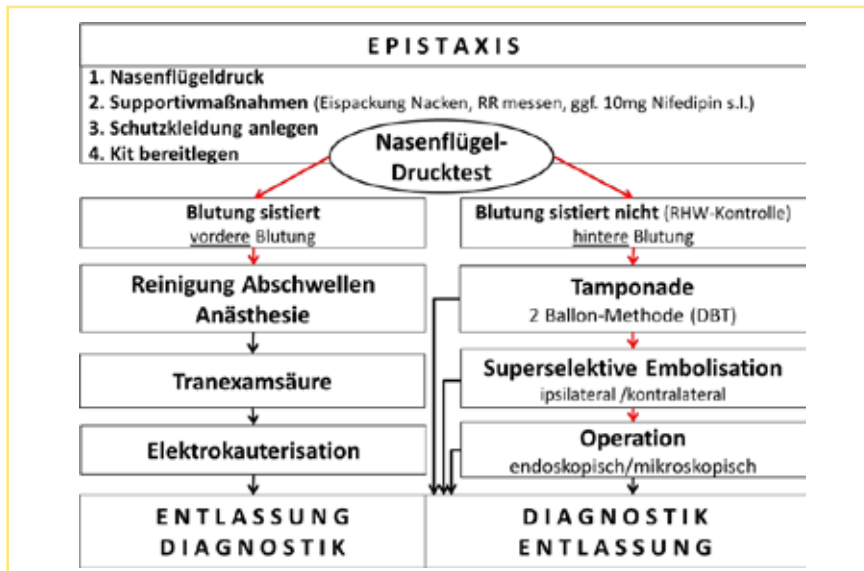 EPISTAXIS
1. Nasenflügeldruck
2. Supportivmaßnahmen (Eispackung Nacken, RR messen, ggf. 10mg Nifedipin s.l.)
3. Schutzkleidung anlegen
4. Kit bereitlegen
Nasenflügel-
Drucktest
Blutung sistiert
vordere Blutung
Blutung sistiert nicht (RHW-Kontrolle)
hintere Blutung
Reinigung Abschwellen
Anästhesie
Tamponade
2 Ballon-Methode (DBT)
Tranexamsäure
Superselektive Embolisation
ipsilateral/kontralateral
Elektrokauterisation
Operation
endoskopisch/mikroskopisch
ENTLASSUNG
DIAGNOSTIK
DIAGNOSTIK
ENTLASSUNG